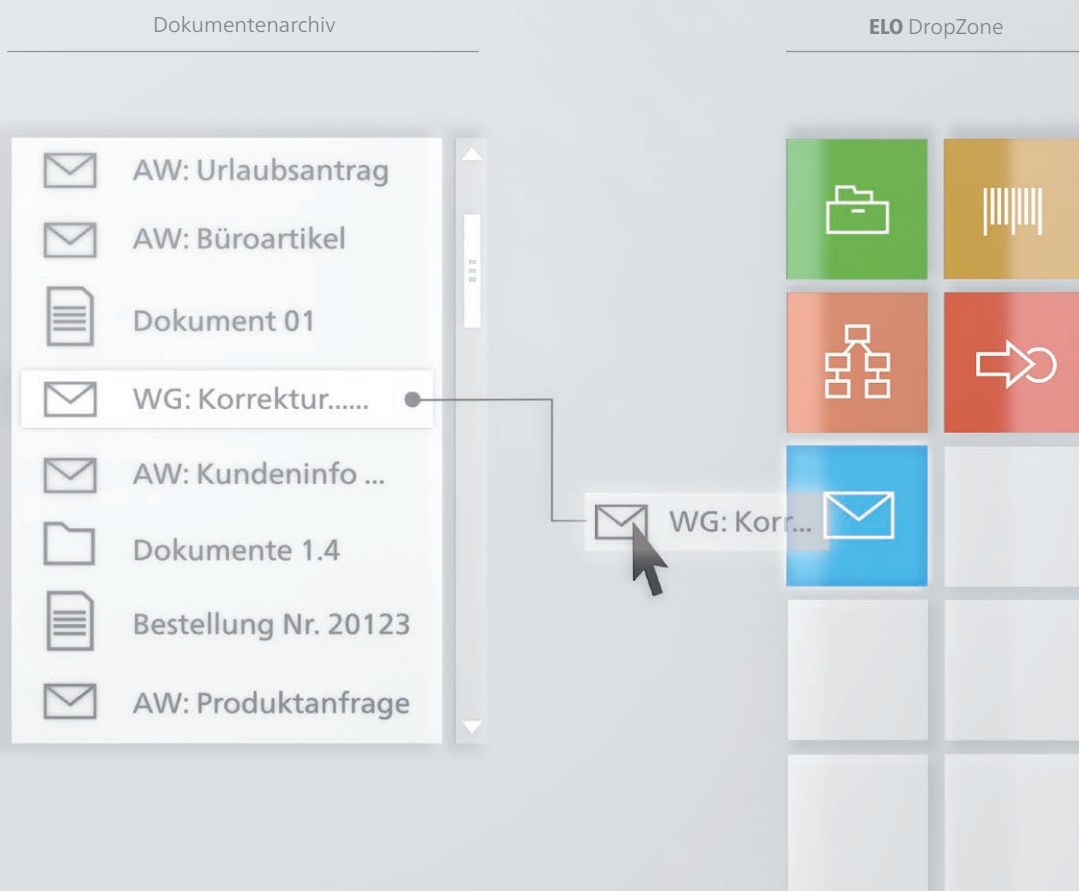 Dokumentenarchiv
ELO DropZone
AW: Urlaubsantrag
AW: Büroartikel
Dokument 01
WG: Korrektur......
AW: Kundeninfo ...
WG: Korr...
Dokumente 1.4
Bestellung Nr. 20123
AW: Produktanfrage